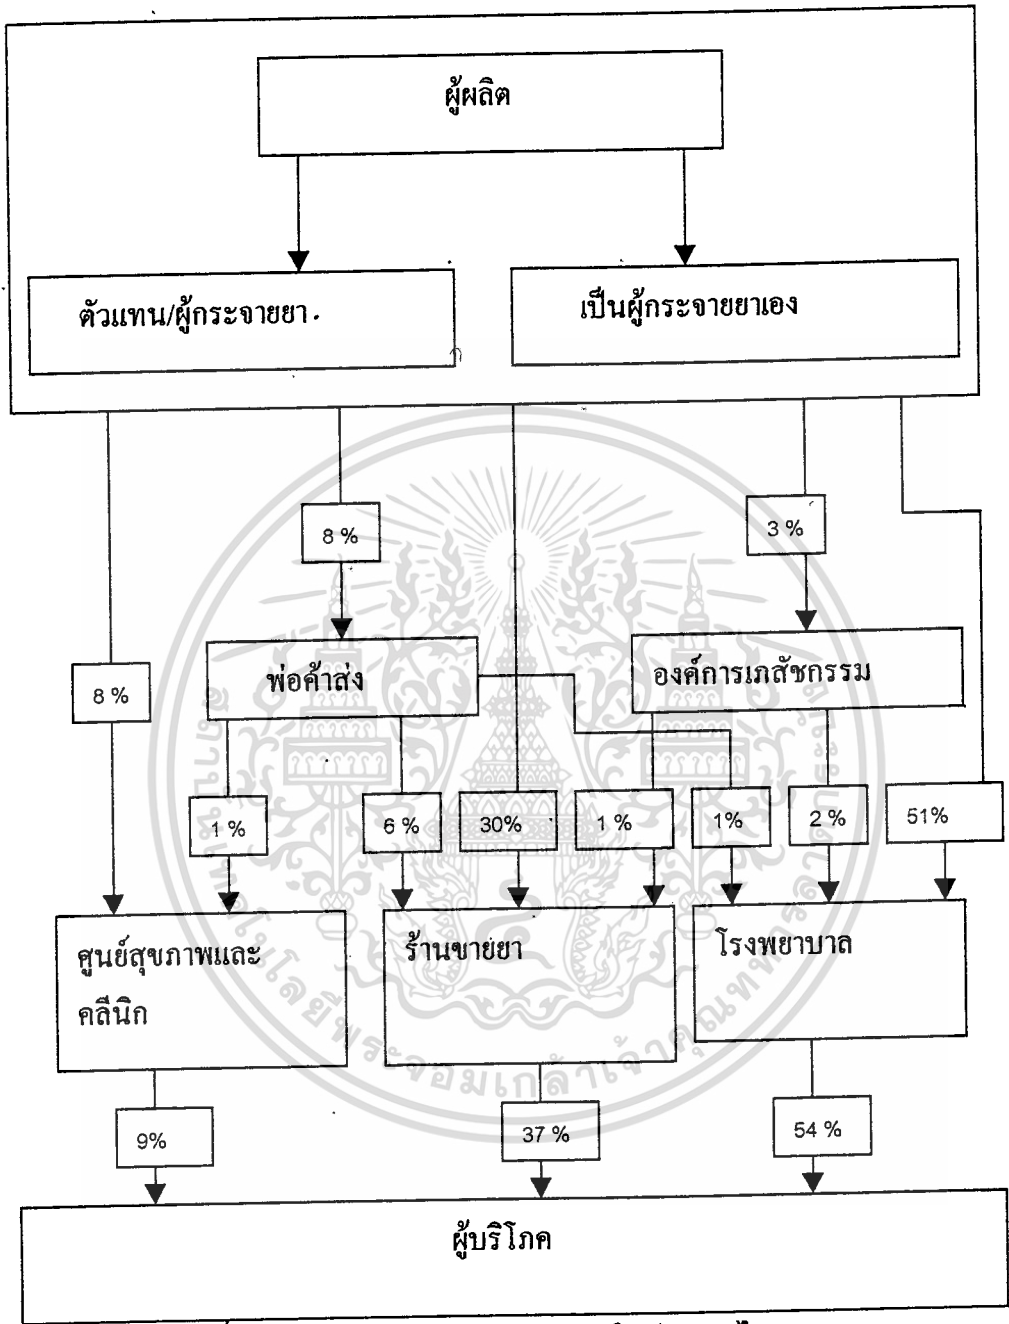 ผู้ผลิต
ตัวแทน/ผู้กระจายยา
เป็นผู้กระจายยาเอง
8 %
3 %
พ่อค้าส่ง
องค์การเภสัชกรรม
8 %
1 %
6 %
30%
1 %
1%
2 %
51%
ศูนย์สุขภาพและ
คลีนิก
ร้านขายยา
โรงพยาบาล
9%
37 %
54 %
ผู้บริโภค